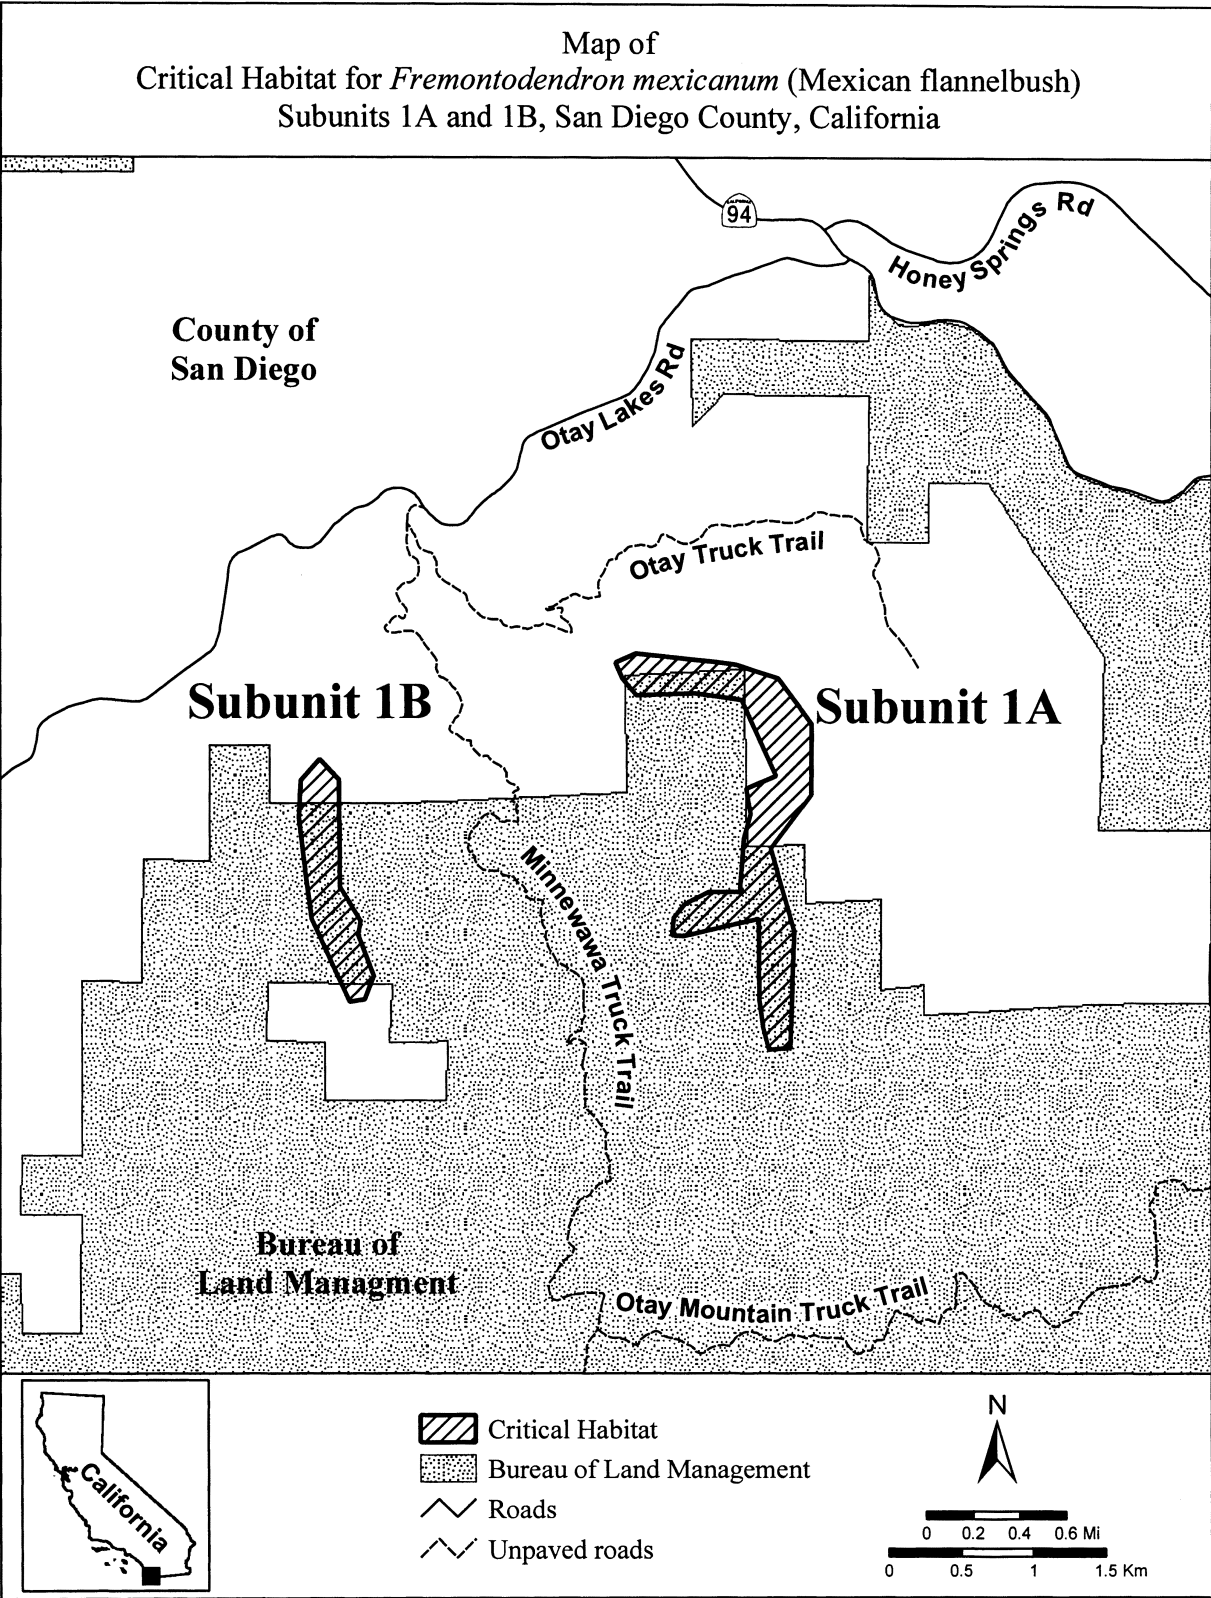 Map of
Critical Habitat for Fremontodendron mexicanum (Mexican flannelbush)
Subunits 1A and 1B, San Diego County, California
CALIFORNIA
94
Honey Springs Rd
County of
San Diego
Otay Lakes Rd
Otay Truck Trail
Subunit 1B
Subunit 1A
Minnewawa Truck Trail
Bureau of
Land Managment
Otay Mountain Truck Trail
California
Critical Habitat
Bureau of Land Management
Roads
Unpaved roads
N
0 0.2 0.4 0.6 Mi
0 0.5 1 1.5 Km